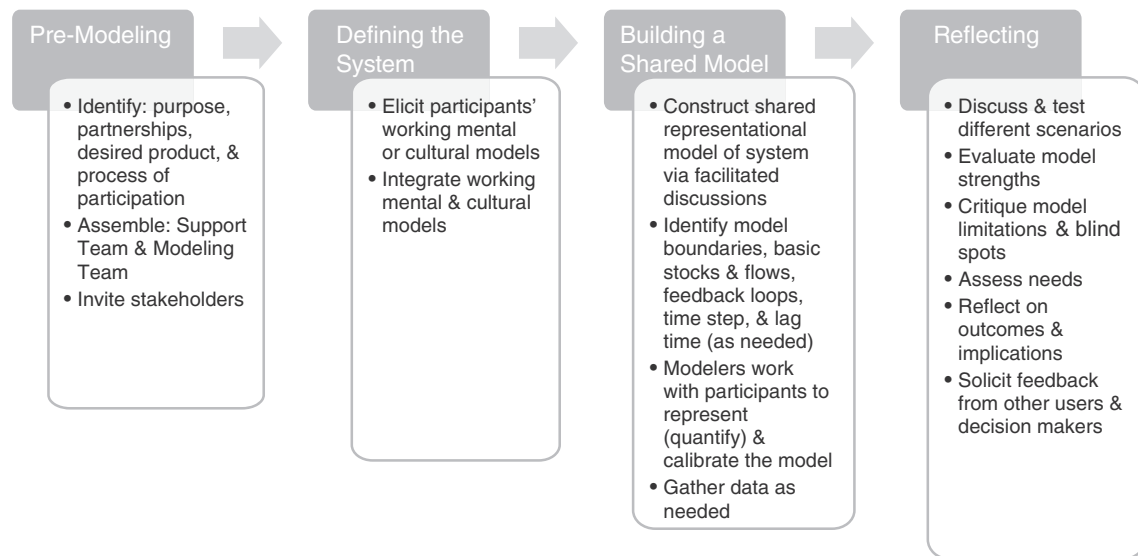 Pre-Modeling
• Identify: purpose,
partnerships,
desired product, &
process of
participation
• Assemble: Support
Team & Modeling
Team
• Invite stakeholders
Defining the
System
• Elicit participants’
working mental
or cultural models
• Integrate working
mental & cultural
models
Building a
Shared Model
• Construct shared
representational
model of system
via facilitated
discussions
• Identify model
boundaries, basic
stocks & flows,
feedback loops,
time step, & lag
time (as needed)
• Modelers work
with participants to
represent
(quantify) &
calibrate the model
• Gather data as
needed
Reflecting
• Discuss & test
different scenarios
• Evaluate model
strengths
• Critique model
limitations & blind
spots
• Assess needs
• Reflect on
outcomes &
implications
• Solicit feedback
from other users &
decision makers